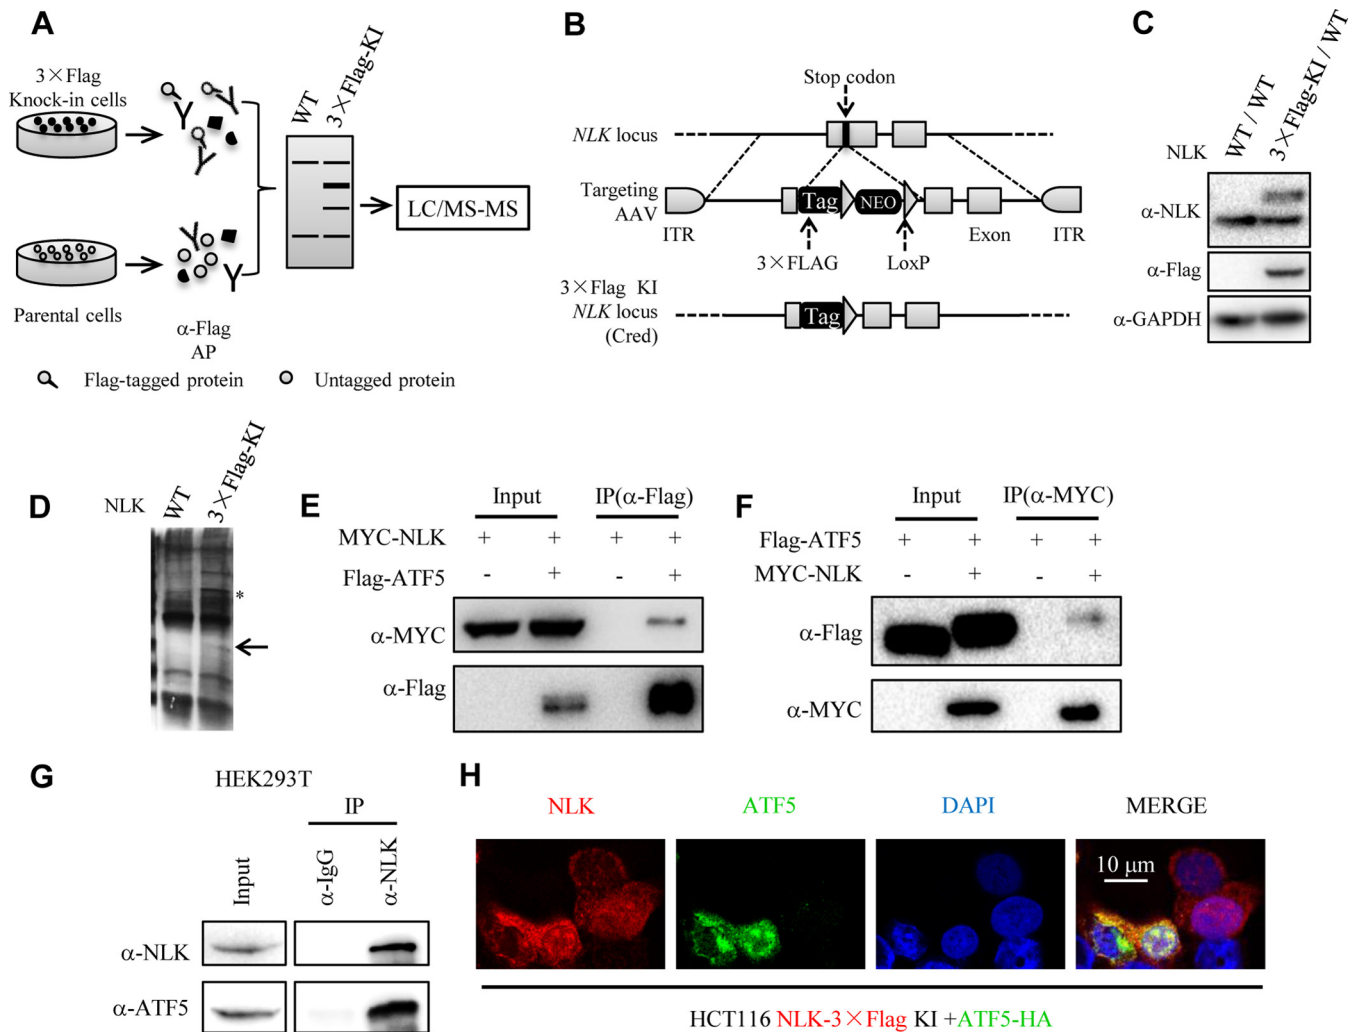 A
3×Flag
Knock-in cells
Parental cells
α-Flag
AP
WT
3×Flag-KI
LC/MS-MS
Flag-tagged protein
Untagged protein
B
Stop codon
NLK locus
Targeting
AAV
ITR
Tag
NEO
Exon
ITR
3×FLAG
LoxP
3×Flag KI
NLK locus
(Cred)
Tag
C
NLK
WT / WT
3×Flag-KI / WT
α-NLK
α-Flag
α-GAPDH
D
NLK
WT
3×Flag-KI
*
E
Input
IP(α-Flag)
MYC-NLK + + + +
Flag-ATF5 - + - +
α-MYC
α-Flag
F
Input
IP(α-MYC)
Flag-ATF5 + + + +
MYC-NLK - + - +
α-Flag
α-MYC
G
HEK293T
IP
Input
α-IgG
α-NLK
α-NLK
α-ATF5
H
NLK
ATF5
DAPI
MERGE
10 μm
HCT116 NLK-3×Flag KI +ATF5-HA